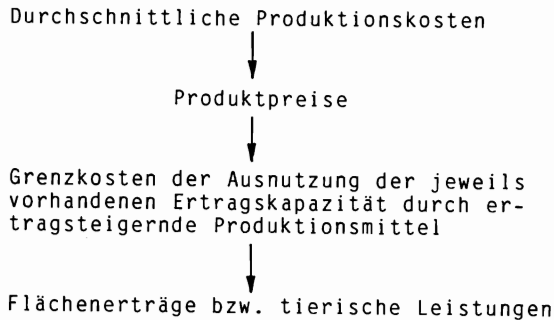 Durchschnittliche Produktionskosten
Produktpreise
Grenzkosten der Ausnutzung der jeweils
vorhandenen Ertragskapazität durch er-
tragsteigernde Produktionsmittel
Flächenerträge bzw. tierische Leistungen